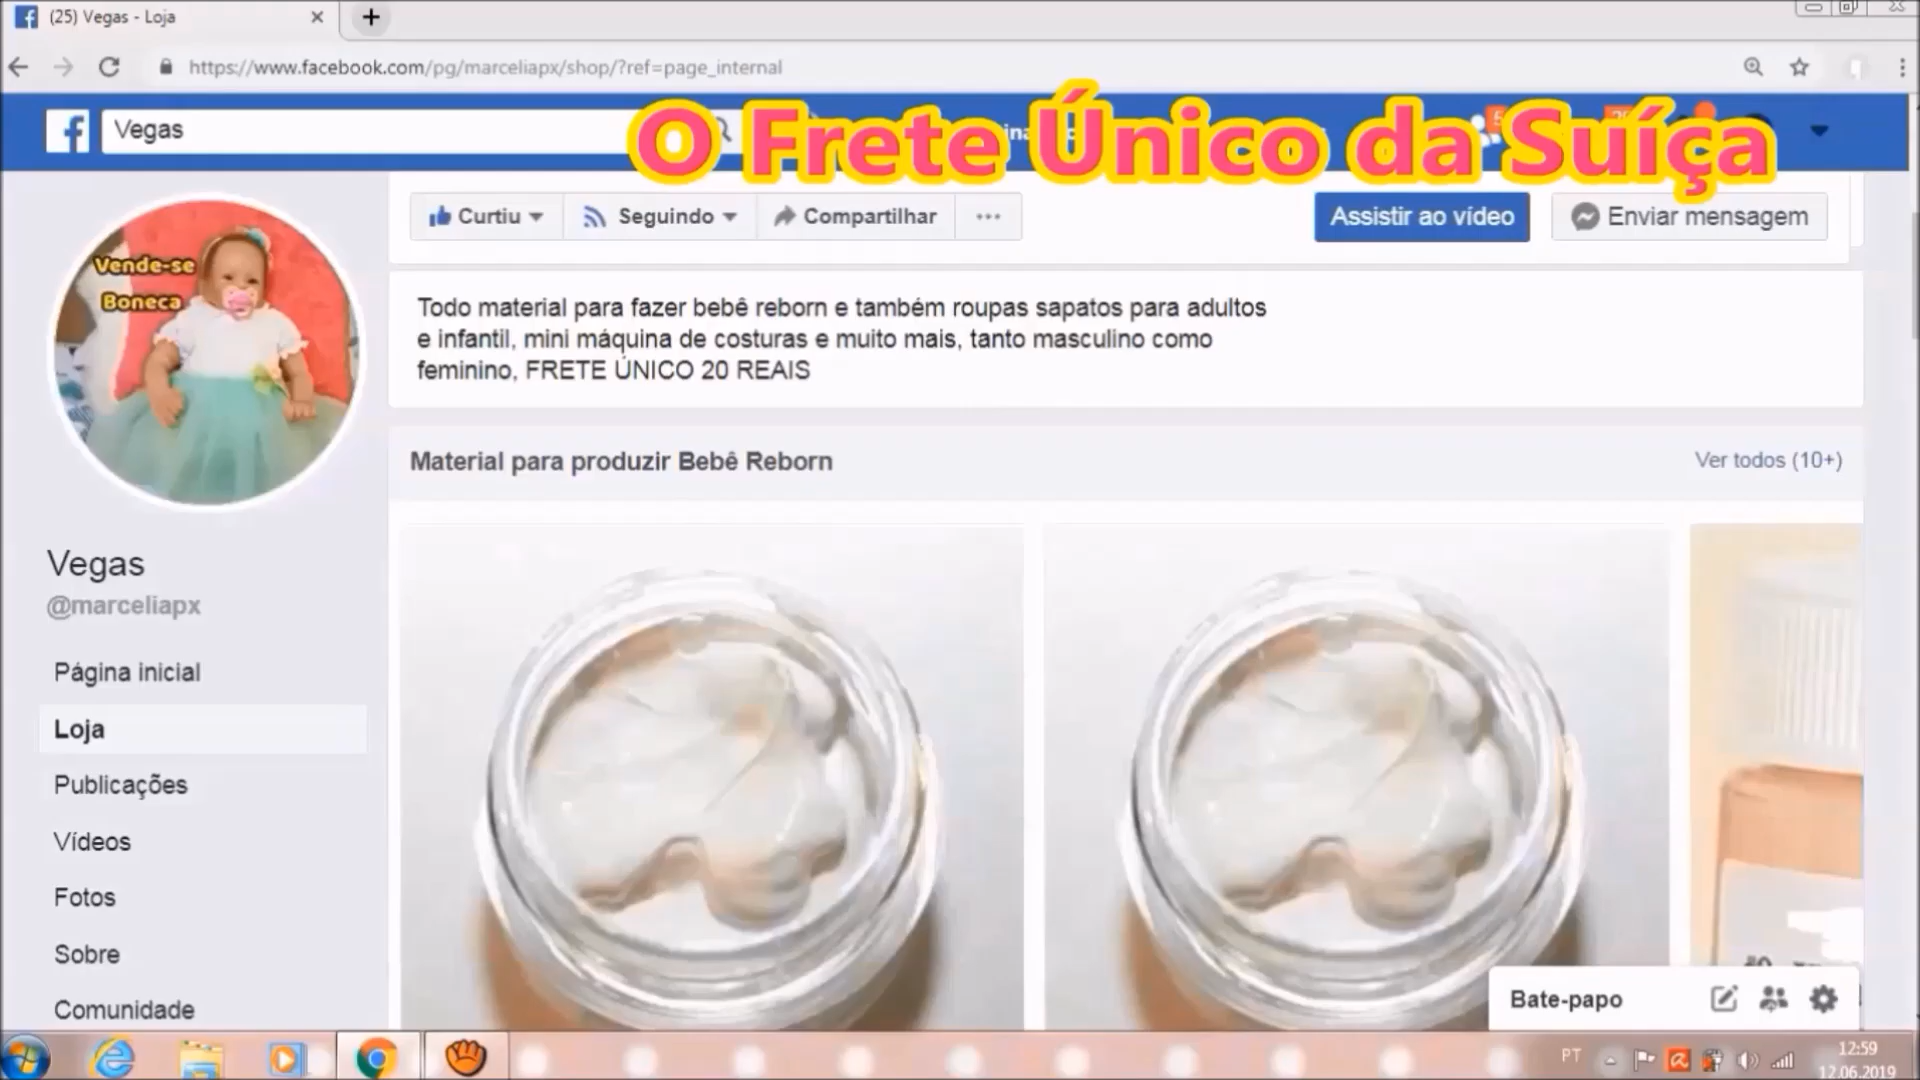 (25) Vegas - Loja
https://www.facebook.com/pg/marceliapx/shop/?ref=page_internal
Vegas
O Frete Único da Suíça
Curtiu
Seguindo
Compartilhar
Assistir ao vídeo
Enviar mensagem
Vende-se
Boneca
Todo material para fazer bebê reborn e também roupas sapatos para adultos
e infantil, mini máquina de costuras e muito mais, tanto masculino como
feminino, FRETE ÚNICO 20 REAIS
Material para produzir Bebê Reborn
Ver todos (10+)
Vegas
@marceliapx
Página inicial
Loja
Publicações
Vídeos
Fotos
Sobre
Comunidade
Bate-papo
PT
12:59
12.06.2019